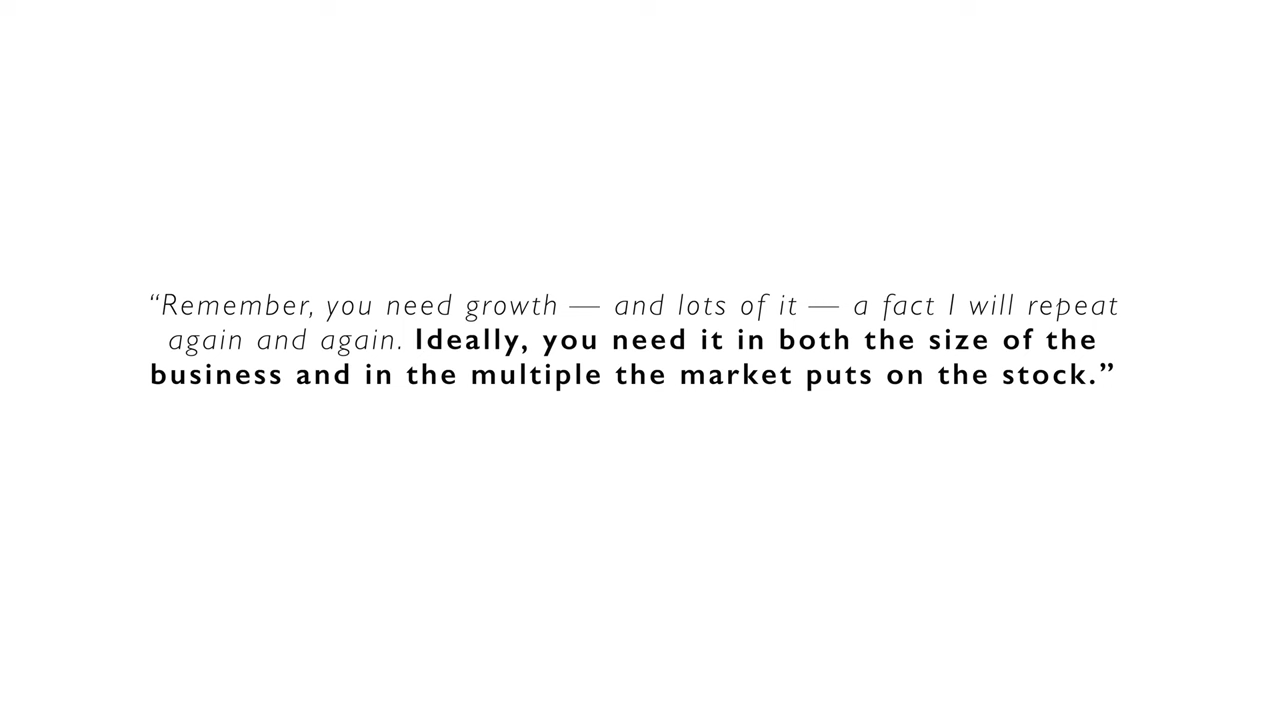 “Remember, you need growth — and lots of it — a fact I will repeat
again and again. Ideally, you need it in both the size of the
business and in the multiple the market puts on the stock.”